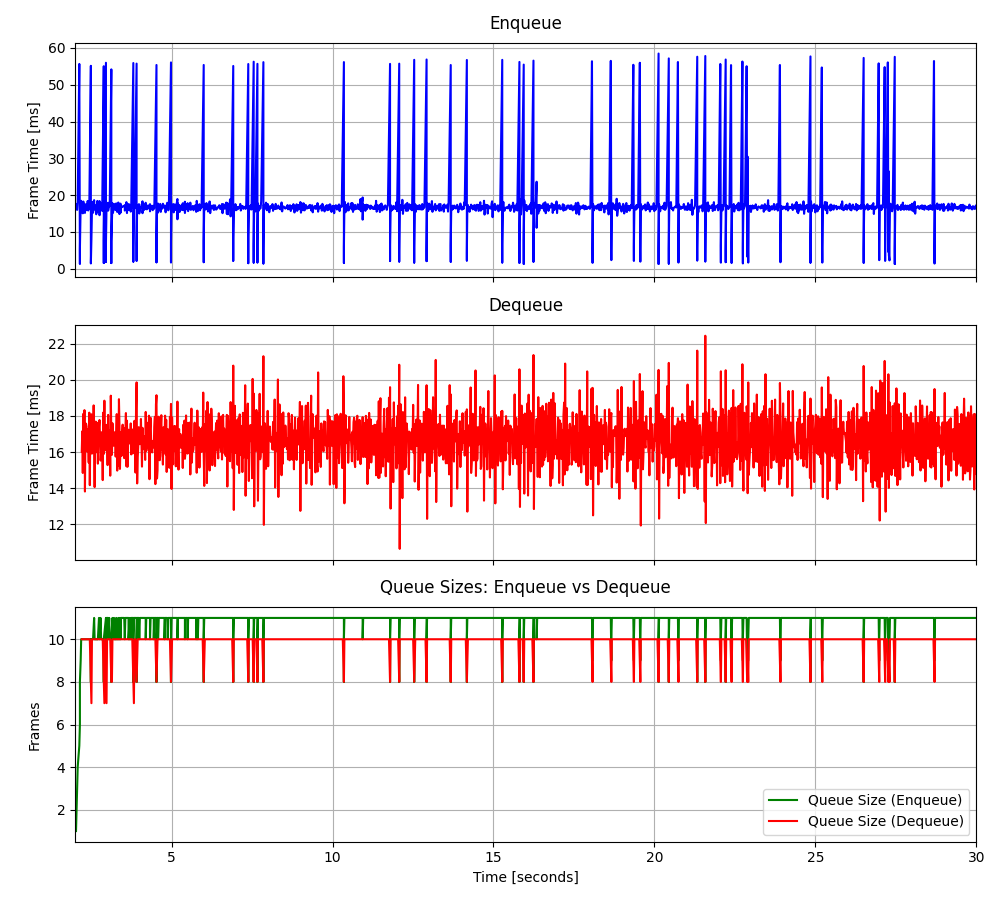 Enqueue
Frame Time [ms]
60
50
40
30
20
10
0
Dequeue
Frame Time [ms]
22
20
18
16
14
12
Queue Sizes: Enqueue vs Dequeue
Frames
10
8
6
4
2
Queue Size (Enqueue)
Queue Size (Dequeue)
5 10 15 20 25 30
Time [seconds]